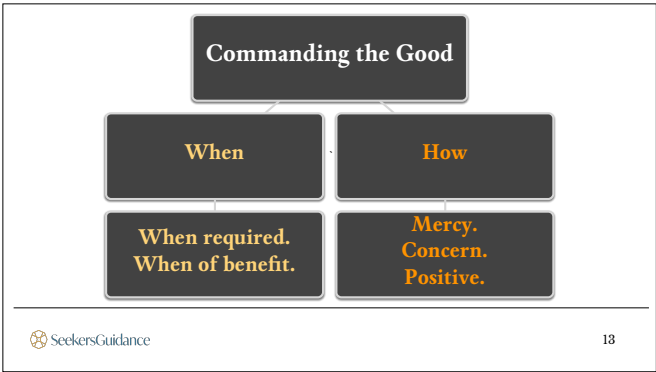 Commanding the Good
When
How
When required.
When of benefit.
Mercy.
Concern.
Positive.
SeekersGuidance
13